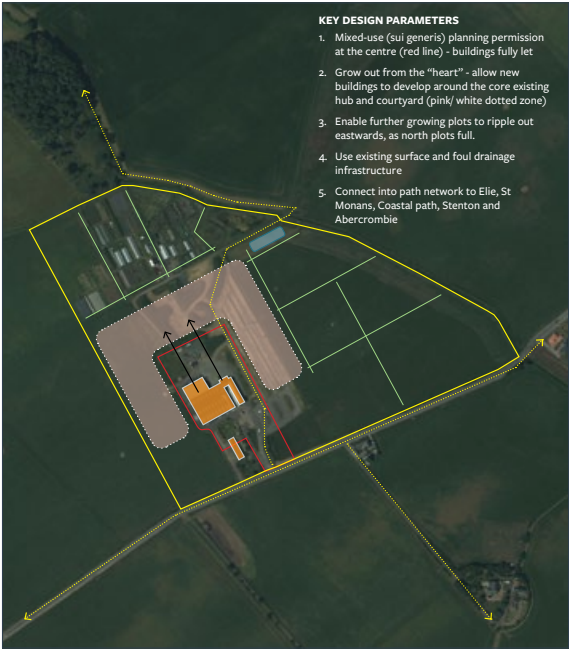 KEY DESIGN PARAMETERS
1. Mixed-use (sui generis) planning permission
at the centre (red line) - buildings fully let
2. Grow out from the “heart” - allow new
buildings to develop around the core existing
hub and courtyard (pink/ white dotted zone)
3. Enable further growing plots to ripple out
eastwards, as north plots full.
4. Use existing surface and foul drainage
infrastructure
5. Connect into path network to Elie, St
Monans, Coastal path, Stenton and
Abercrombie